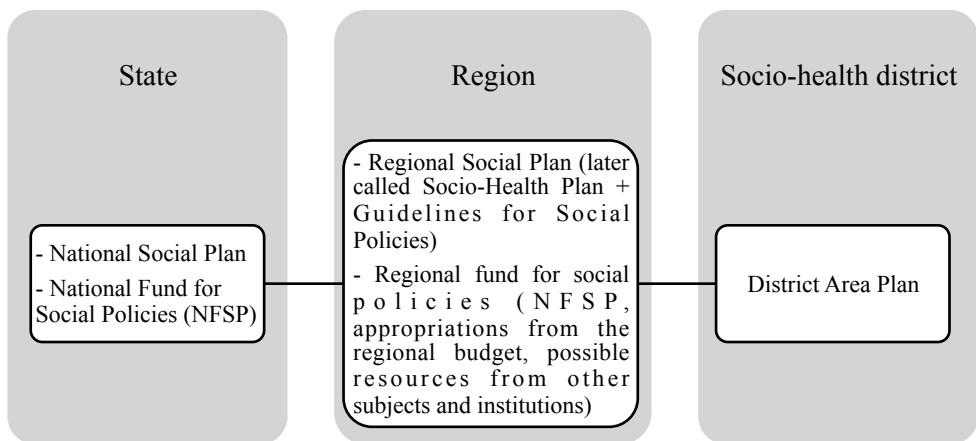 State
- National Social Plan
- National Fund for
Social Policies (NFSP)
Region
- Regional Social Plan (later
called Socio-Health Plan +
Guidelines for Social
Policies)
- Regional fund for social
policies (NFSP,
appropriations from the
regional budget, possible
resources from other
subjects and institutions)
Socio-health district
District Area Plan